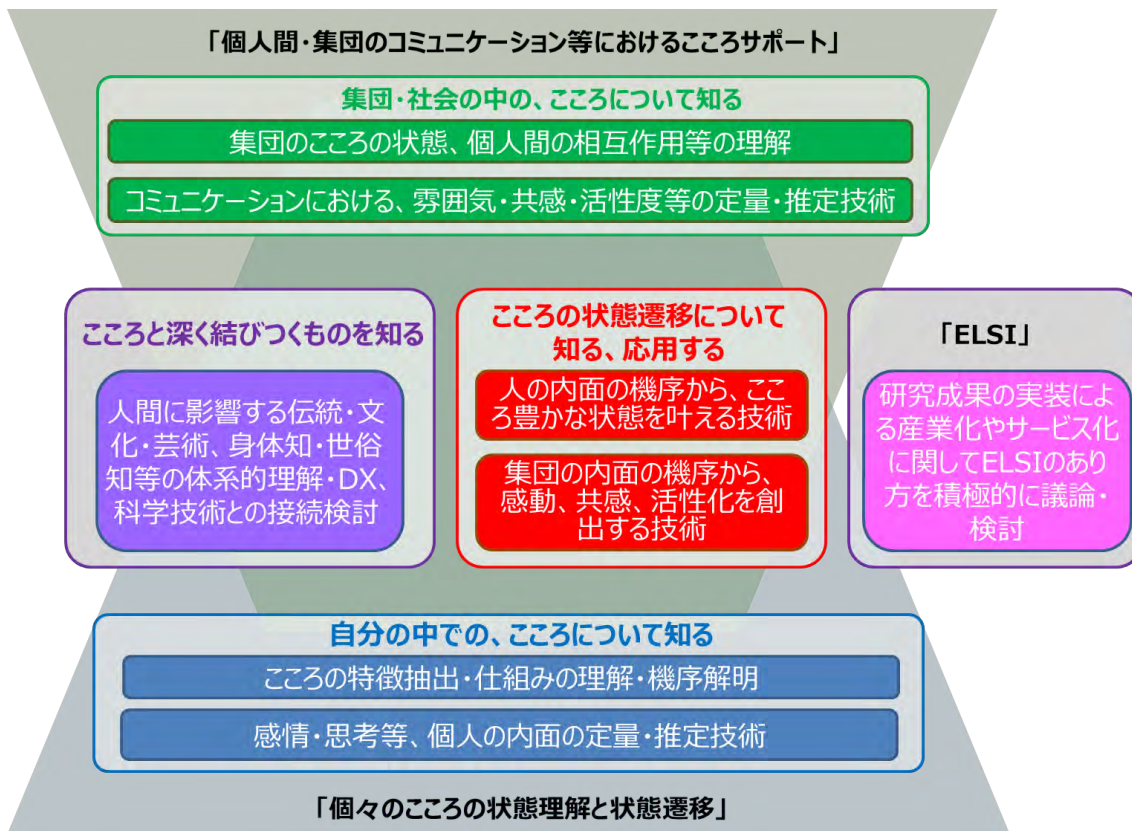 「個人間・集団のコミュニケーション等におけるこころサポート」
集団・社会の中の、こころについて知る
集団のこころの状態、個人間の相互作用等の理解
コミュニケーションにおける、雰囲気・共感・活性度等の定量・推定技術
こころと深く結びつくものを知る
人間に影響する伝統・文
化・芸術、身体知・世俗
知等の体系的理解・DX、
科学技術との接続検討
こころの状態遷移について
知る、応用する
人の内面の機序から、ここ
ろ豊かな状態を叶える技術
集団の内面の機序から、
感動、共感、活性化を創
出する技術
「ELSI」
研究成果の実装によ
る産業化やサービス化
に関してELSIのあり
方を積極的に議論・
検討
自分の中での、こころについて知る
こころの特徴抽出・仕組みの理解・機序解明
感情・思考等、個人の内面の定量・推定技術
「個々のこころの状態理解と状態遷移」